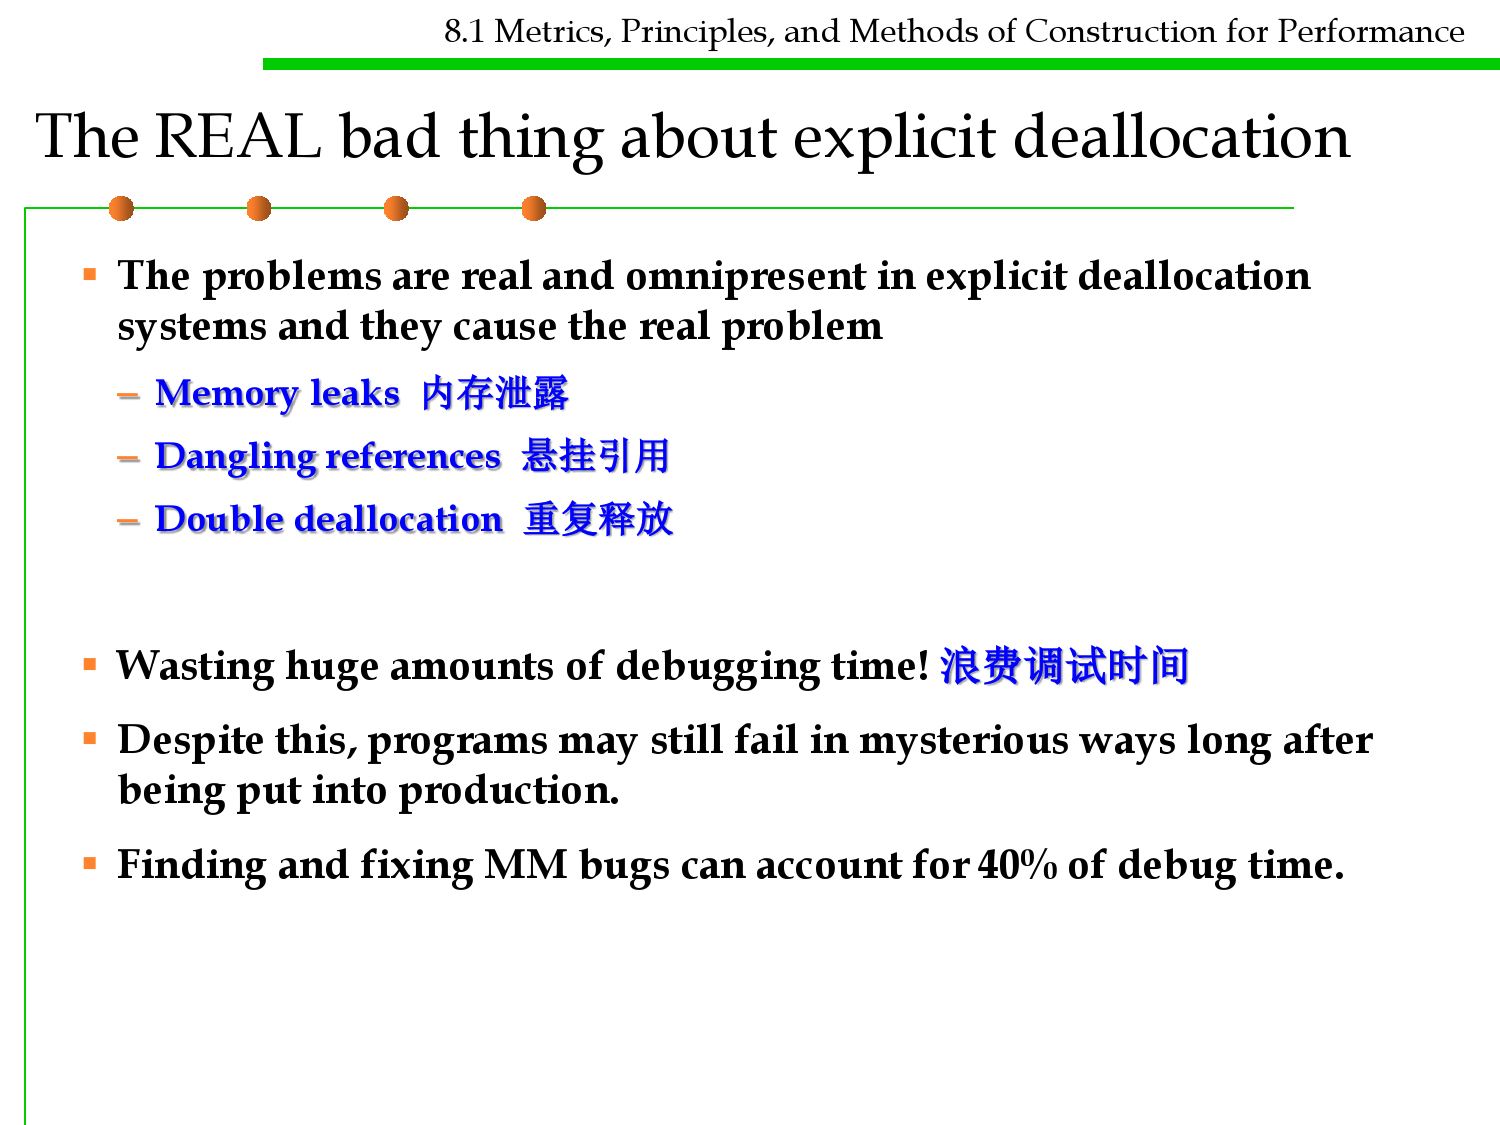 8.1 Metrics, Principles, and Methods of Construction for Performance
The REAL bad thing about explicit deallocation
▪ The problems are real and omnipresent in explicit deallocation
systems and they cause the real problem
– Memory leaks 内存泄露
– Dangling references 悬挂引用
– Double deallocation 重复释放
▪ Wasting huge amounts of debugging time! 浪费调试时间
▪ Despite this, programs may still fail in mysterious ways long after
being put into production.
▪ Finding and fixing MM bugs can account for 40% of debug time.